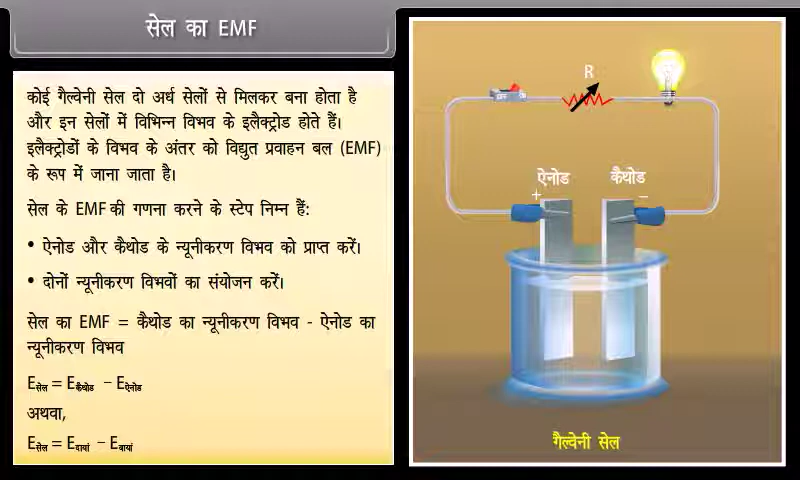 सेल का EMF
कोई गैल्वेनी सेल दो अर्ध सेलों से मिलकर बना होता है
और इन सेलों में विभिन्न विभव के इलैक्ट्रोड होते हैं।
इलैक्ट्रोडों के विभव के अंतर को विद्युत प्रवाहन बल (EMF)
के रूप में जाना जाता है।
सेल के EMF की गणना करने के स्टेप निम्न हैं:
• ऐनोड और कैथोड के न्यूनीकरण विभव को प्राप्त करें।
• दोनों न्यूनीकरण विभवों का संयोजन करें।
सेल का EMF = कैथोड का न्यूनीकरण विभव - ऐनोड का
न्यूनीकरण विभव
Eसेल = Eकैथोड – Eऐनोड
अथवा,
Eसेल = Eदायां – Eबायां
R
OFF ON
ऐनोड कैथोड
+ –
गैल्वेनी सेल